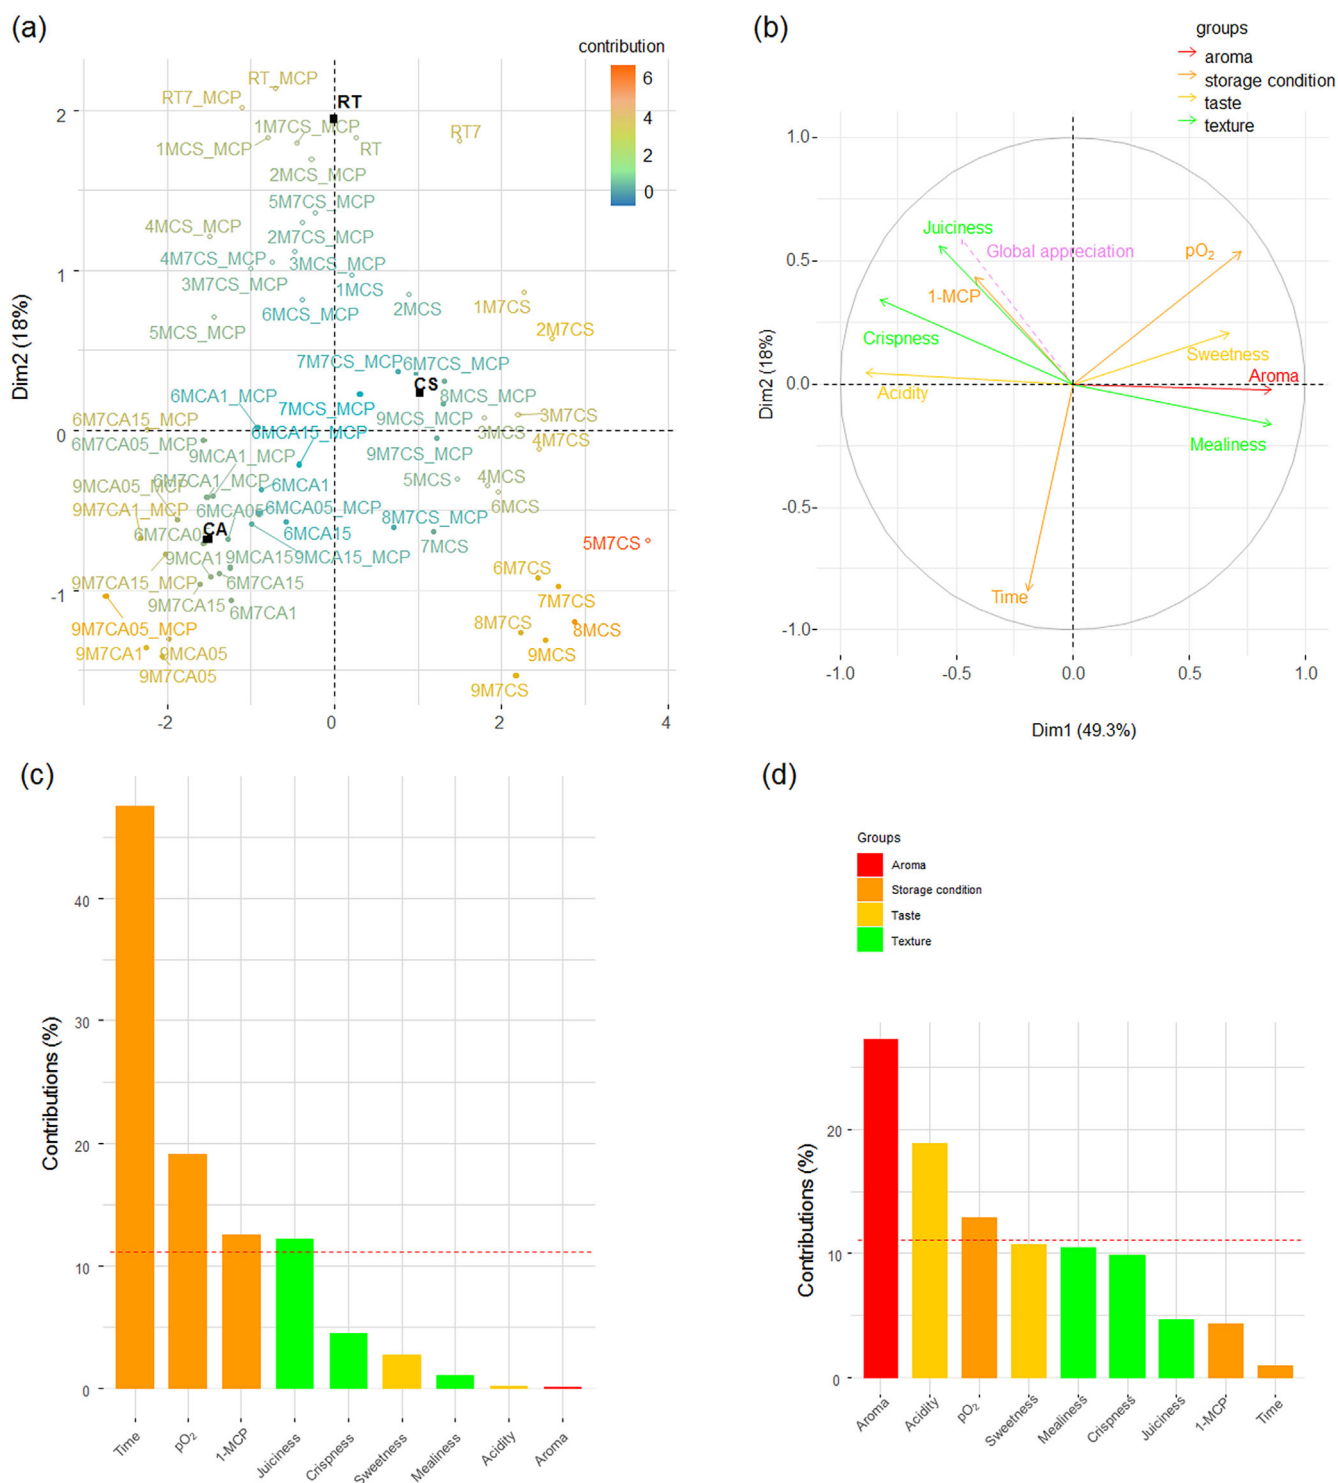 (a)
contribution
6
4
2
0
RT_MCP
RT7_MCP
RT
1M7CS_MCP
RT7
1MCS_MCP
RT
2MCS_MCP
5M7CS_MCP
4MCS_MCP
2M7CS_MCP
4M7CS_MCP
3MCS_MCP
3M7CS_MCP
1MCS
6MCS_MCP
2MCS
1M7CS
5MCS_MCP
2M7CS
7M7CS_MCP
6M7CS_MCP
CS
6MCA1_MCP
8MCS_MCP
7MCS_MCP
6M7CA15_MCP
9MCS_MCP
3M7CS
6MCA15_MCP
3MCS
6M7CA05_MCP
4M7CS
9MCA1_MCP
9M7CS_MCP
6M7CA1_MCP
5MCS
4MCS
9MCA05_MCP
6MCA1
6MCS
9M7CA1_MCP
6MCA05
6MCA05_MCP
8M7CS_MCP
CA
6MCA15
7MCS
5M7CS
9MCA1
9MCA15
9MCA15_MCP
6M7CS
9M7CA15_MCP
6M7CA15
7M7CS
9M7CA15
6M7CA1
8M7CS
8MCS
9M7CA05_MCP
9M7CA1
9MCA05
9MCS
9M7CA05
9M7CS
2
1
0
-1
Dim2 (18%)
-2
0
2
4
(b)
groups
aroma
storage condition
taste
texture
1.0
0.5
0.0
-0.5
-1.0
Dim2 (18%)
Juiciness
Global appreciation
pO₂
1-MCP
Crispness
Sweetness
Aroma
Acidity
Mealiness
Time
-1.0
-0.5
0.0
0.5
1.0
Dim1 (49.3%)
(c)
40
30
20
10
0
Contributions (%)
Time
pO₂
1-MCP
Juiciness
Crispness
Sweetness
Mealiness
Acidity
Aroma
(d)
Groups
Aroma
Storage condition
Taste
Texture
20
10
0
Contributions (%)
Aroma
Acidity
pO₂
Sweetness
Mealiness
Crispness
Juiciness
1-MCP
Time